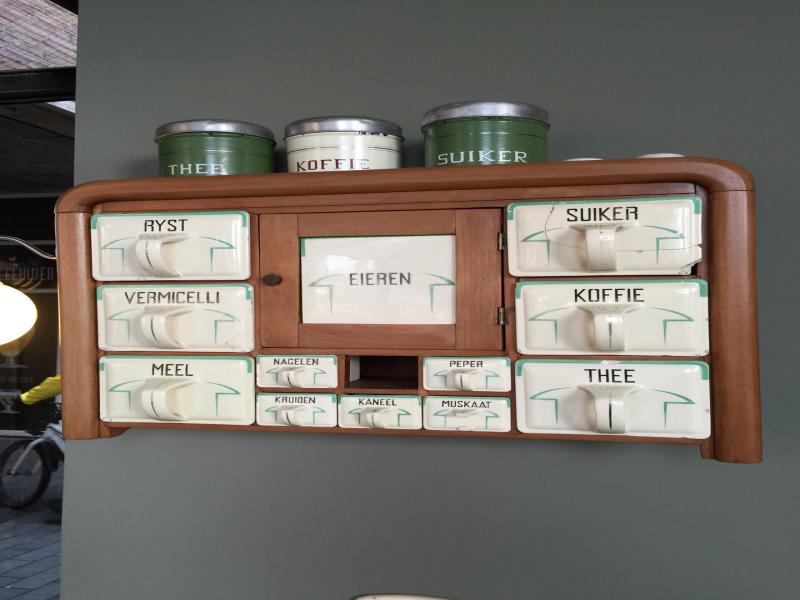 THEE
KOFFIE
SUIKER
RYST
SUIKER
EIEREN
VERMICELLI
KOFFIE
MEEL
THEE
NAGELEN
PEPER
KRUIDEN
KANEEL
MUSKAAT